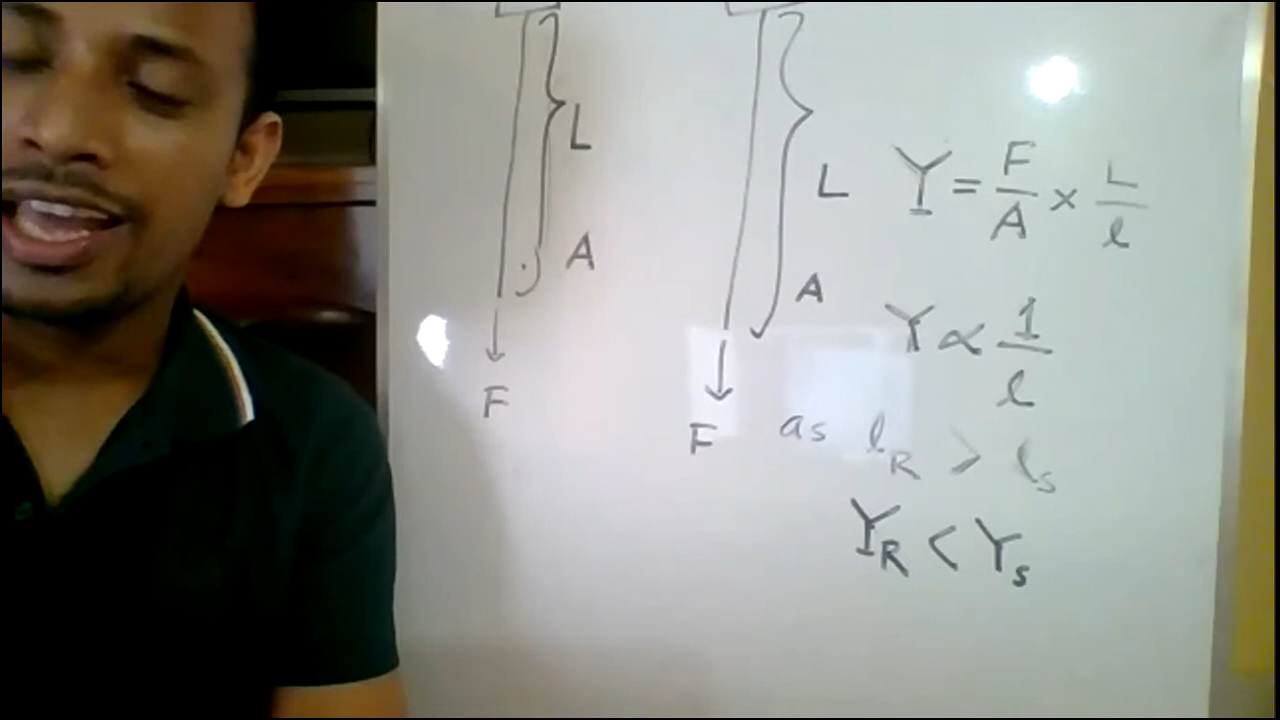 L
A
F
L
A
F
Y = F/A × L/l
Y ∝ 1/l
as l_R > l_s
Y_R < Y_s